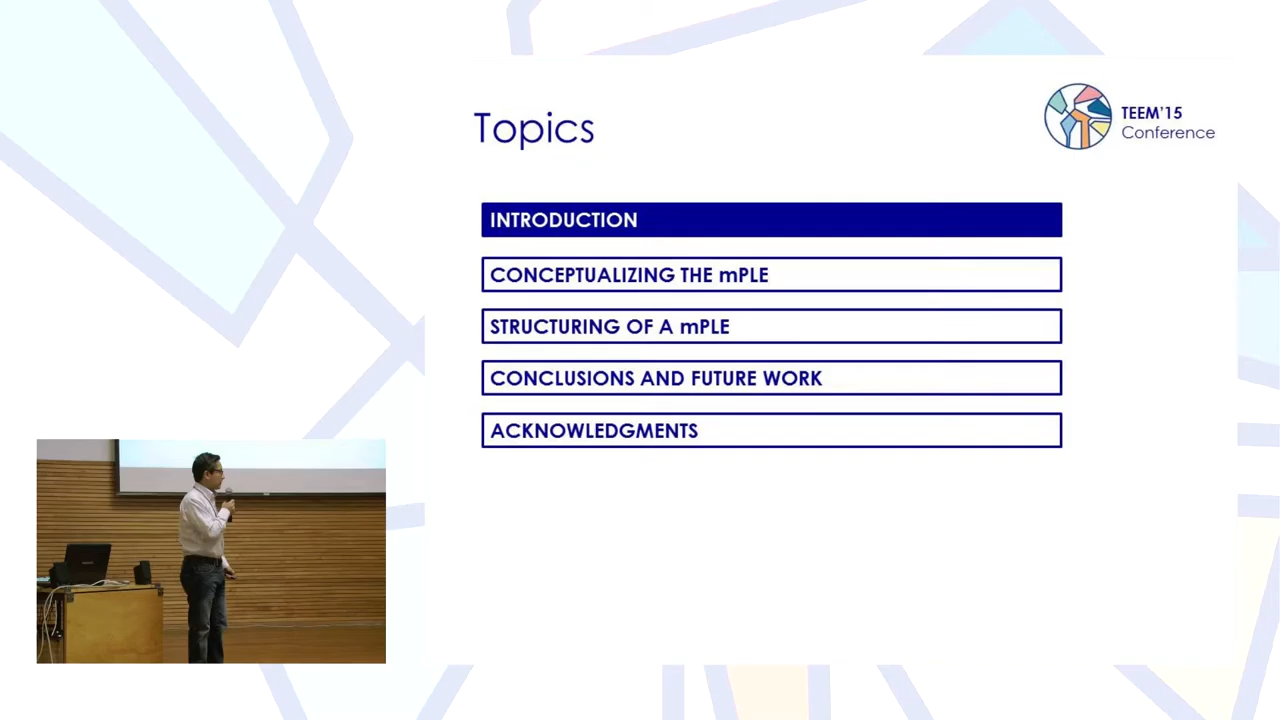 Topics
TEEM'15
Conference
INTRODUCTION
CONCEPTUALIZING THE mPLE
STRUCTURING OF A mPLE
CONCLUSIONS AND FUTURE WORK
ACKNOWLEDGMENTS